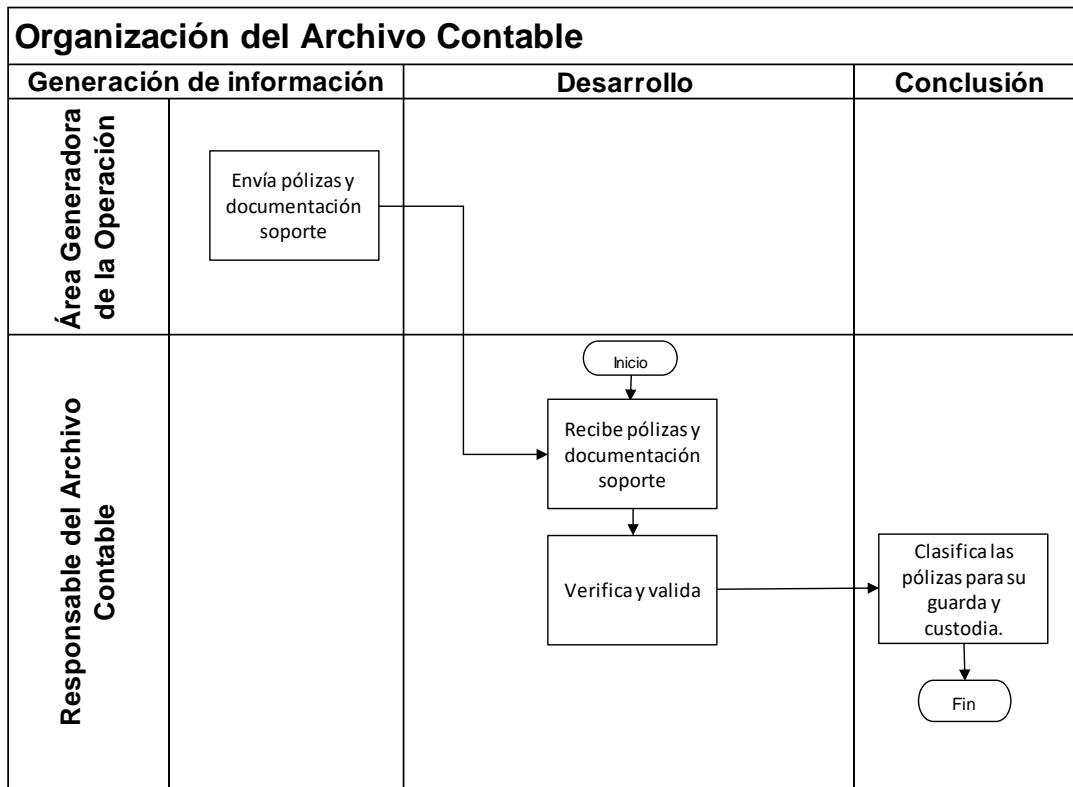 Organización del Archivo Contable
Generación de información
Desarrollo
Conclusión
Área Generadora
de la Operación
Envía pólizas y
documentación
soporte
Responsable del Archivo
Contable
Inicio
Recibe pólizas y
documentación
soporte
Verifica y valida
Clasifica las
pólizas para su
guarda y
custodia.
Fin